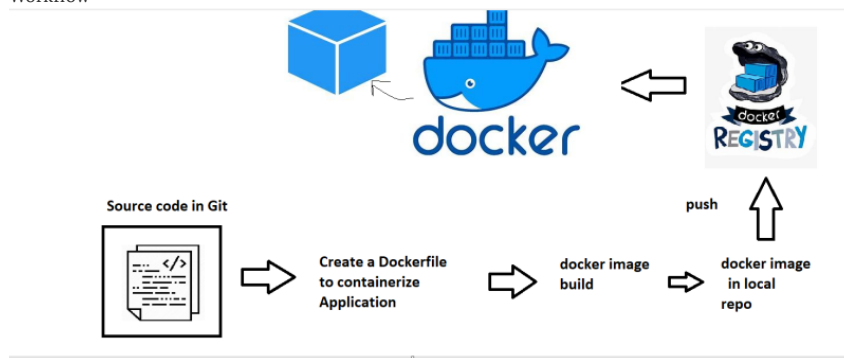 Workflow
docker
docker
REGISTRY
Source code in Git
push
</>
Create a Dockerfile
to containerize
Application
docker image
build
docker image
in local
repo